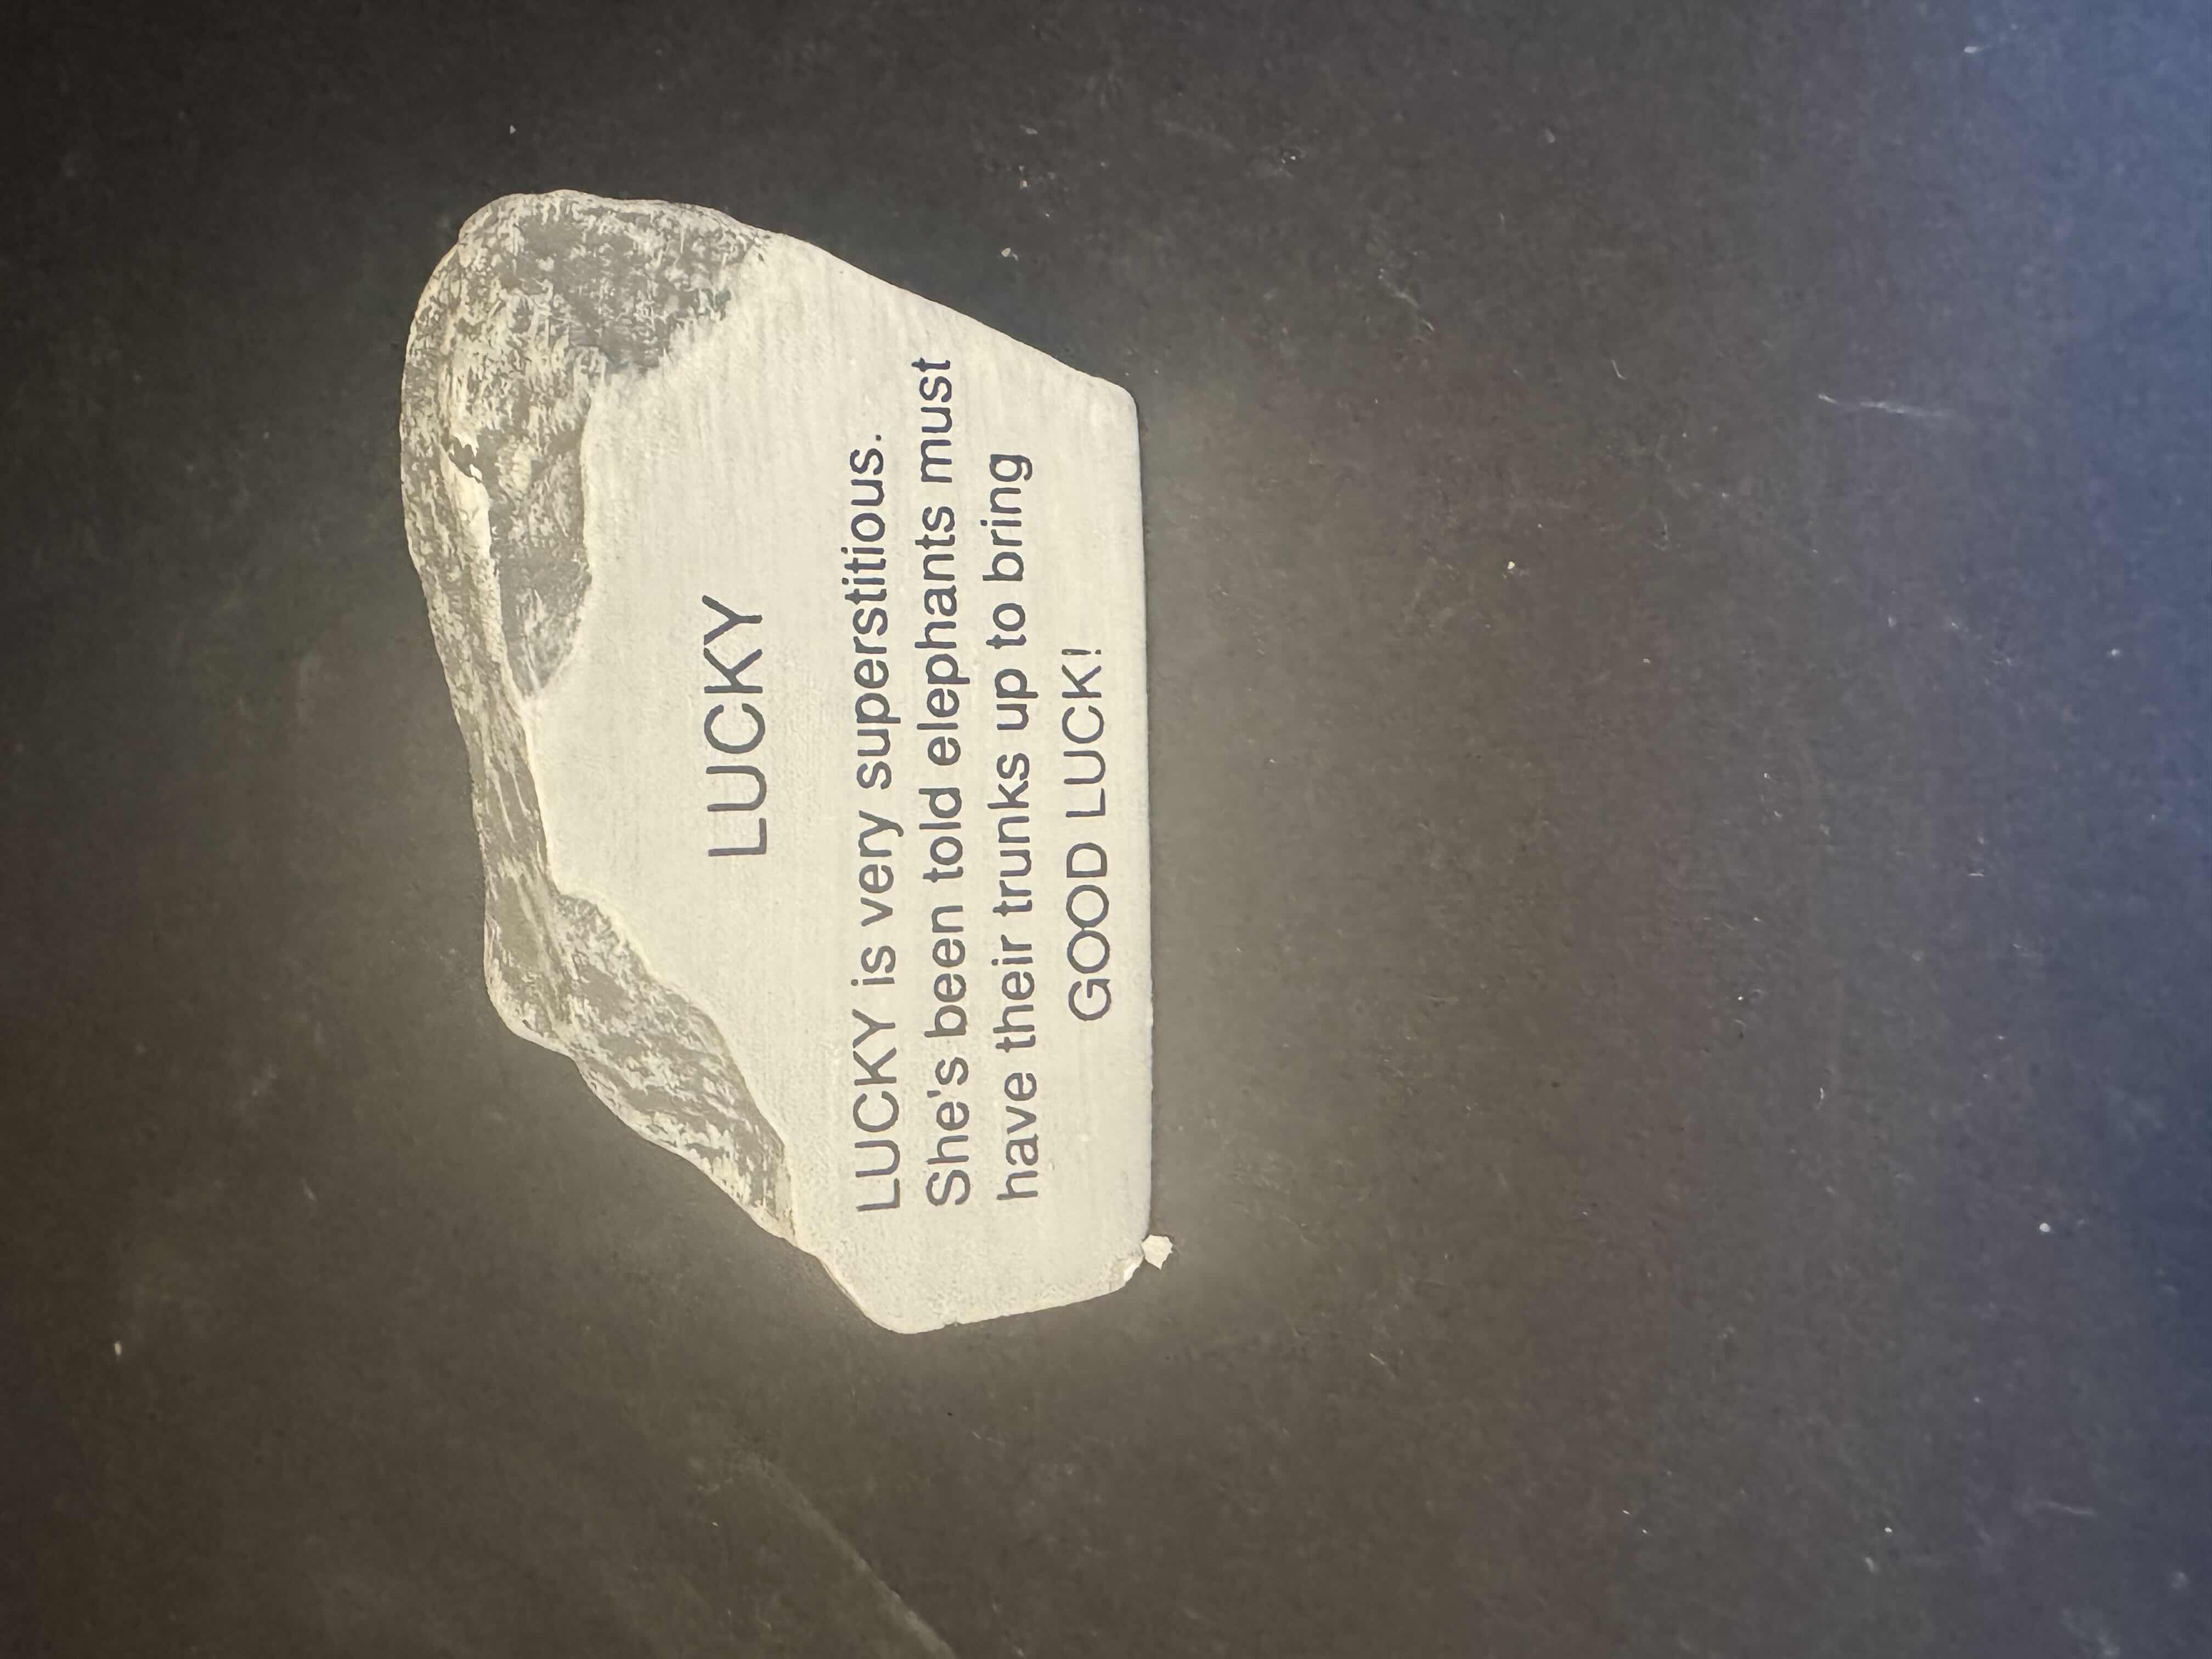 LUCKY
LUCKY is very superstitious.
She's been told elephants must
have their trunks up to bring
GOOD LUCK!